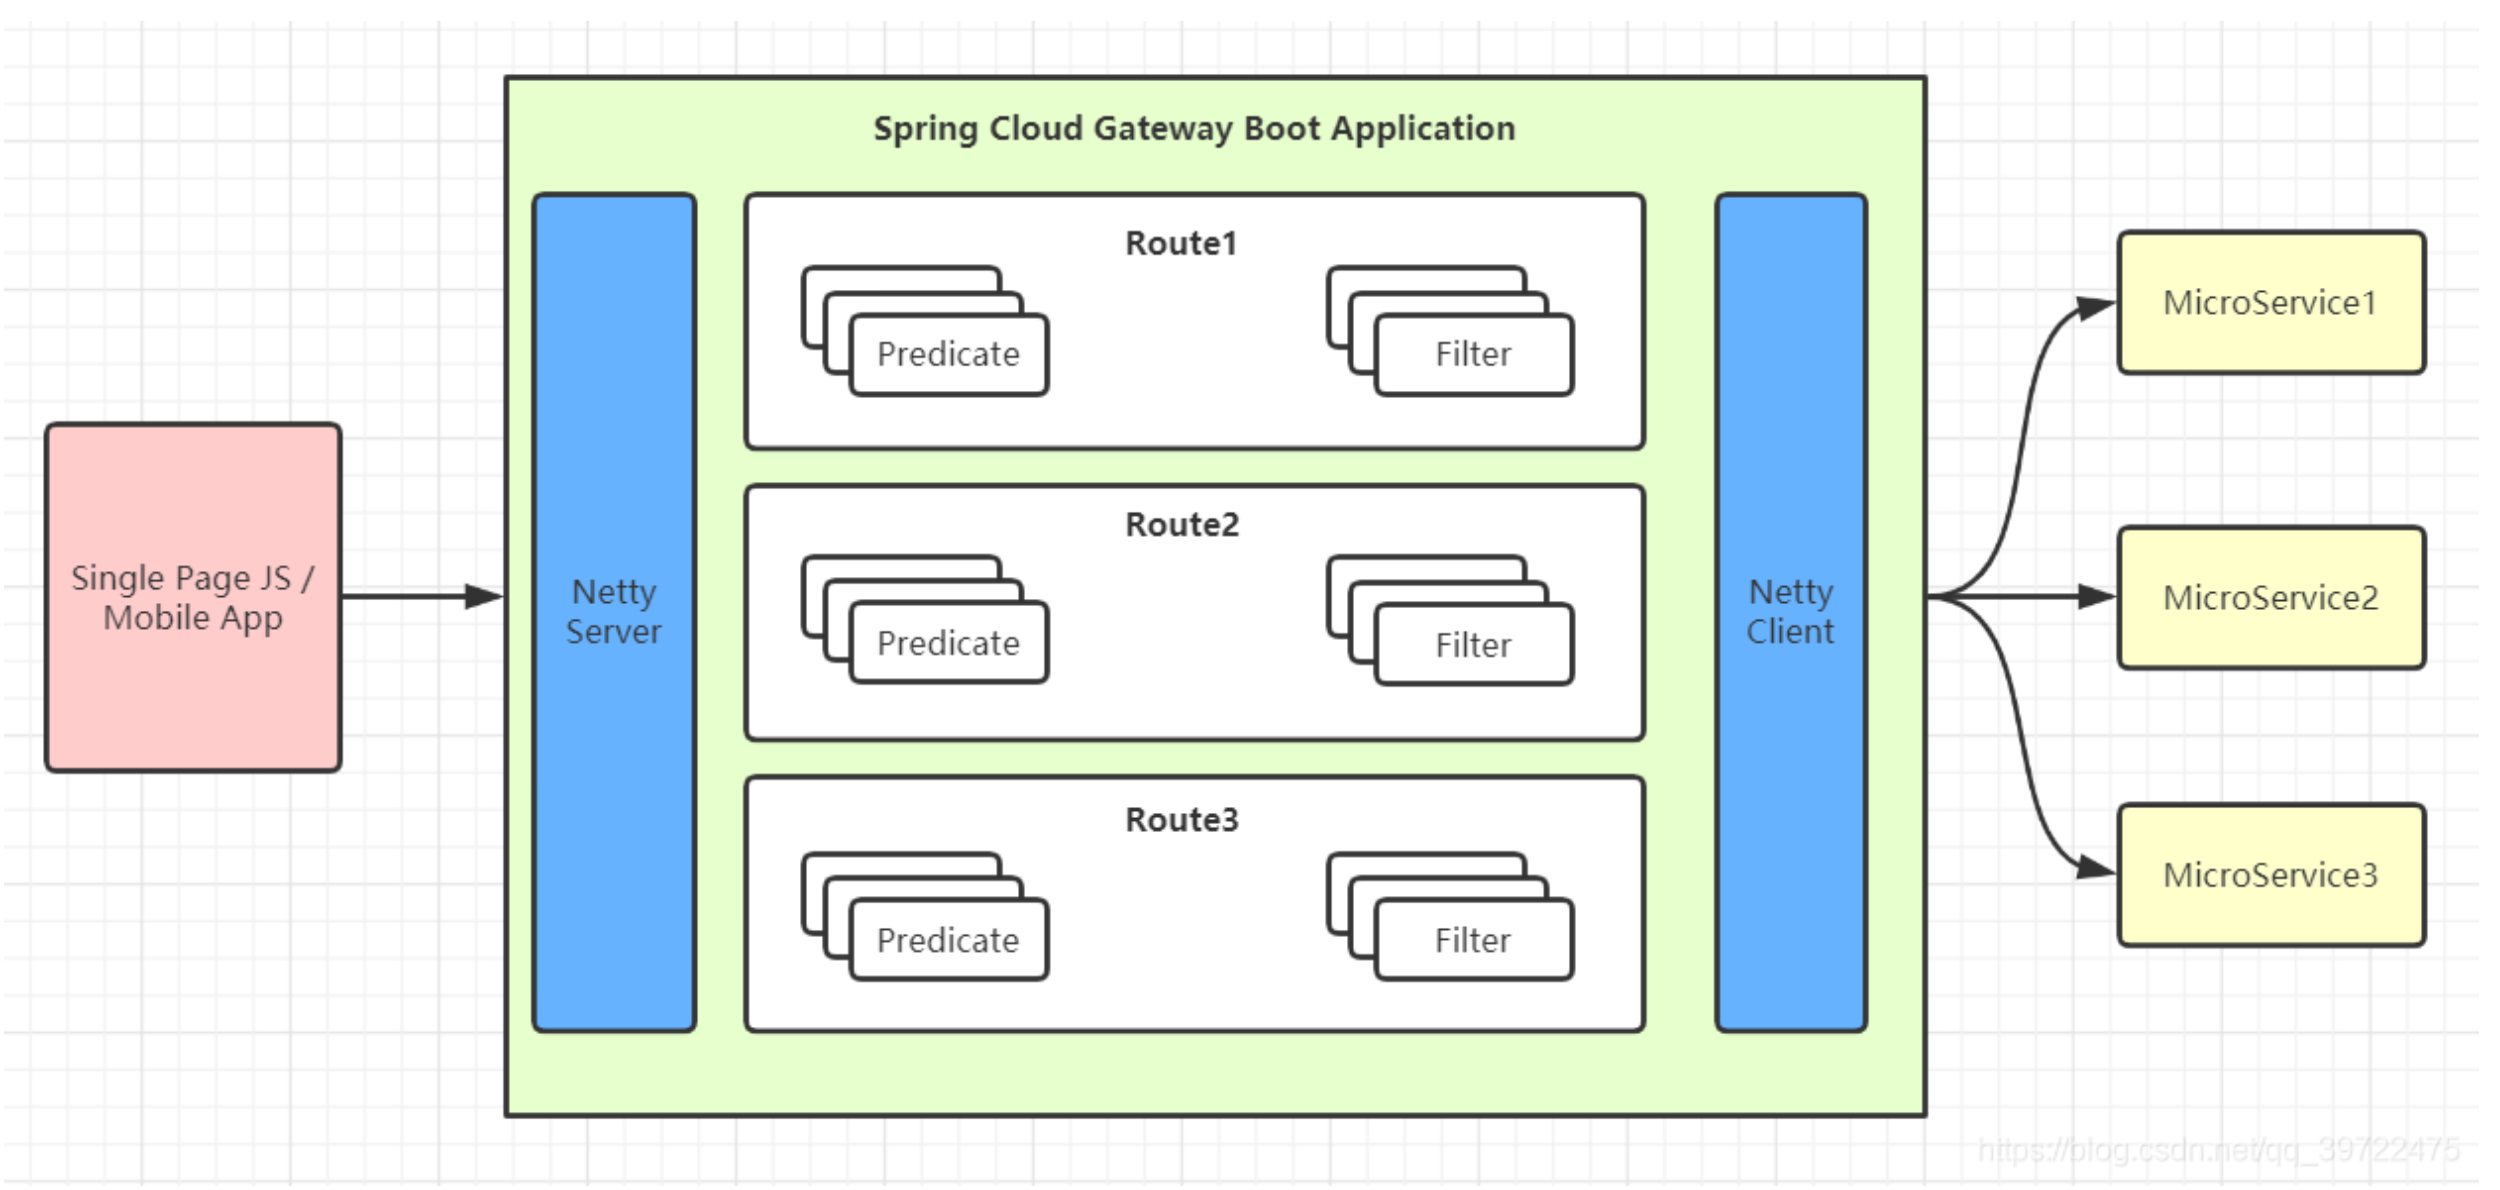 Spring Cloud Gateway Boot Application
Single Page JS /
Mobile App
Netty
Server
Route1
Predicate
Filter
Route2
Predicate
Filter
Route3
Predicate
Filter
Netty
Client
MicroService1
MicroService2
MicroService3
https://blog.csdn.net/qq_39722475